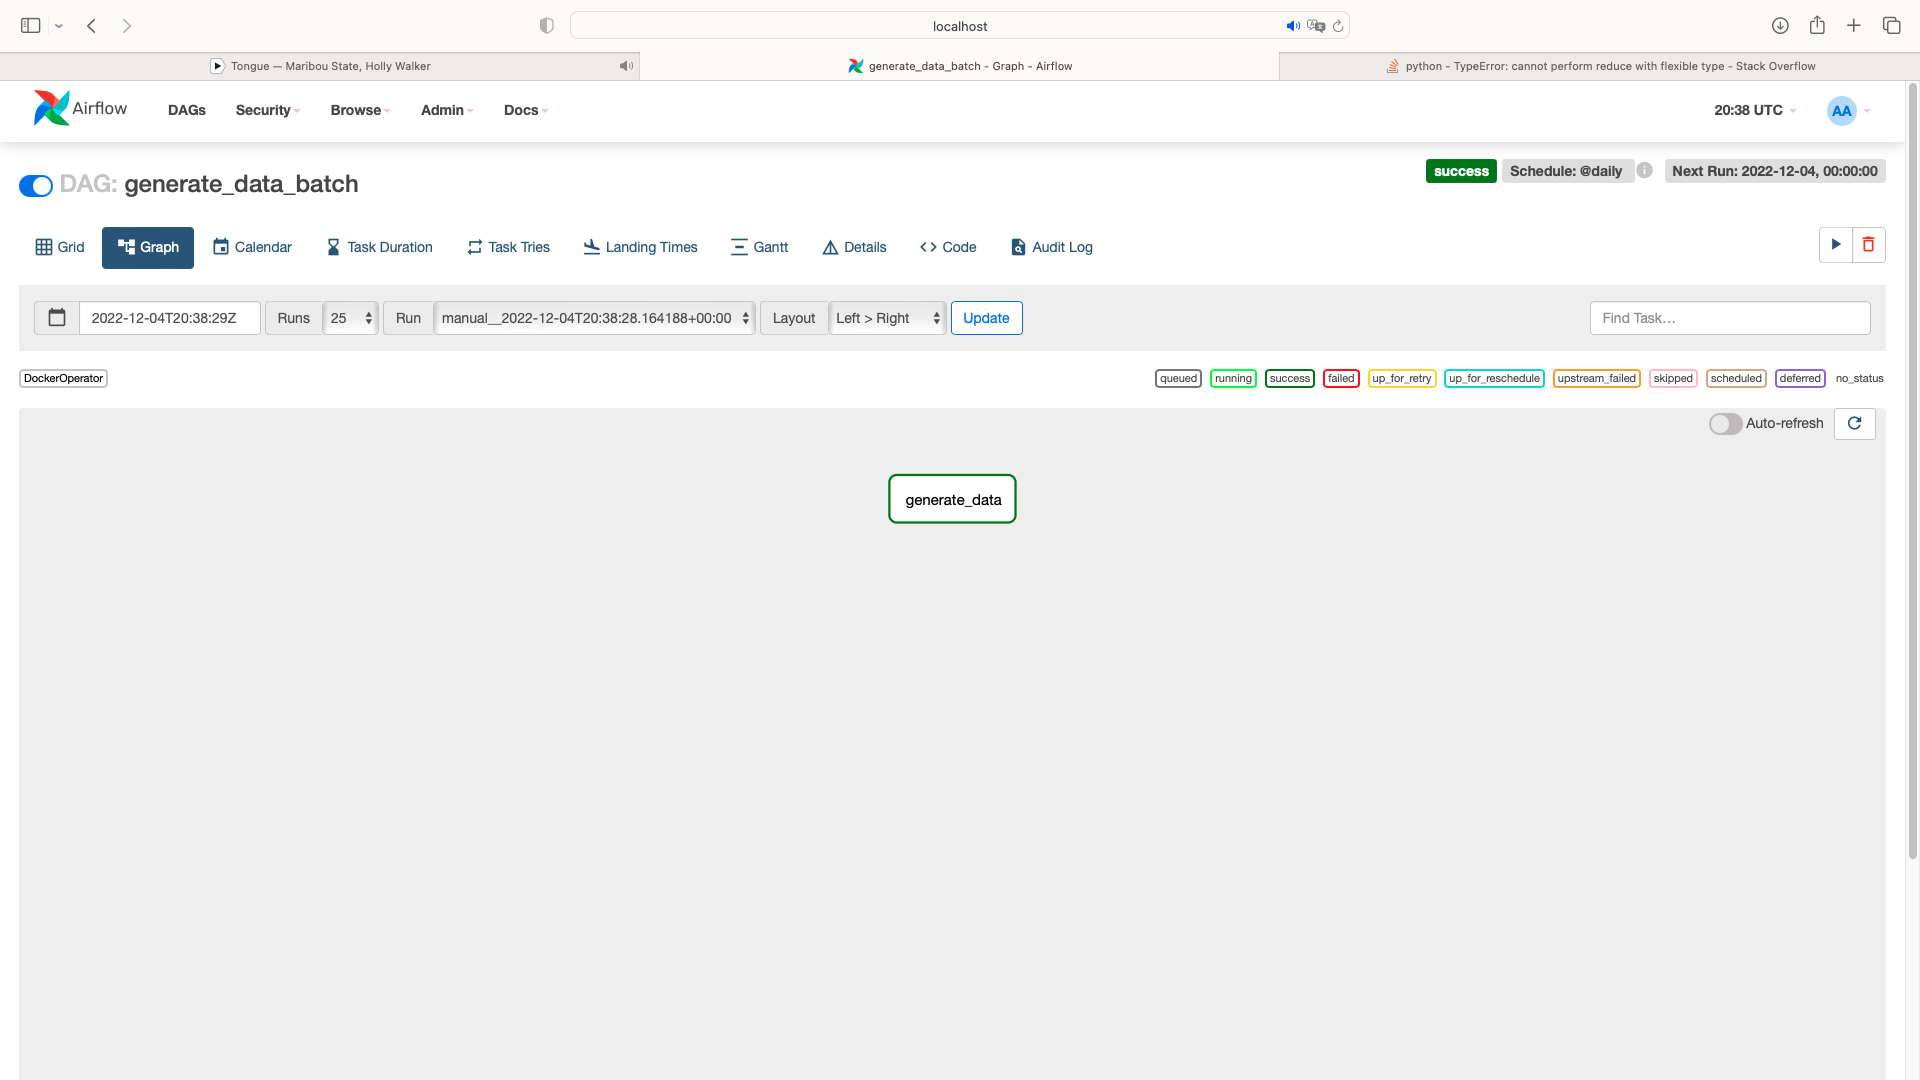 localhost
Tongue — Maribou State, Holly Walker
generate_data_batch - Graph - Airflow
python - TypeError: cannot perform reduce with flexible type - Stack Overflow
Airflow
DAGs
Security
Browse
Admin
Docs
20:38 UTC
AA
DAG: generate_data_batch
success
Schedule: @daily
Next Run: 2022-12-04, 00:00:00
Grid
Graph
Calendar
Task Duration
Task Tries
Landing Times
Gantt
Details
Code
Audit Log
2022-12-04T20:38:29Z
Runs
25
Run
manual__2022-12-04T20:38:28.164188+00:00
Layout
Left > Right
Update
Find Task...
DockerOperator
queued
running
success
failed
up_for_retry
up_for_reschedule
upstream_failed
skipped
scheduled
deferred
no_status
Auto-refresh
generate_data